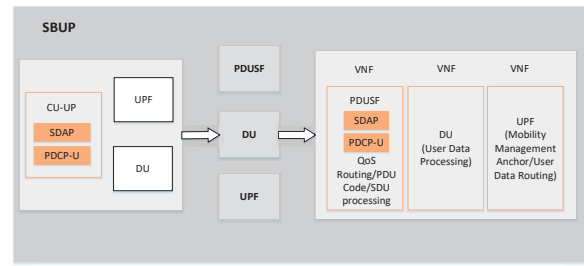 SBUP
CU-UP
SDAP
PDCP-U
UPF
DU
PDUSF
DU
UPF
VNF
PDUSF
SDAP
PDCP-U
QoS
Routing/PDU
Code/SDU
processing
VNF
DU
(User Data
Processing)
VNF
UPF
(Mobility
Management
Anchor/User
Data Routing)